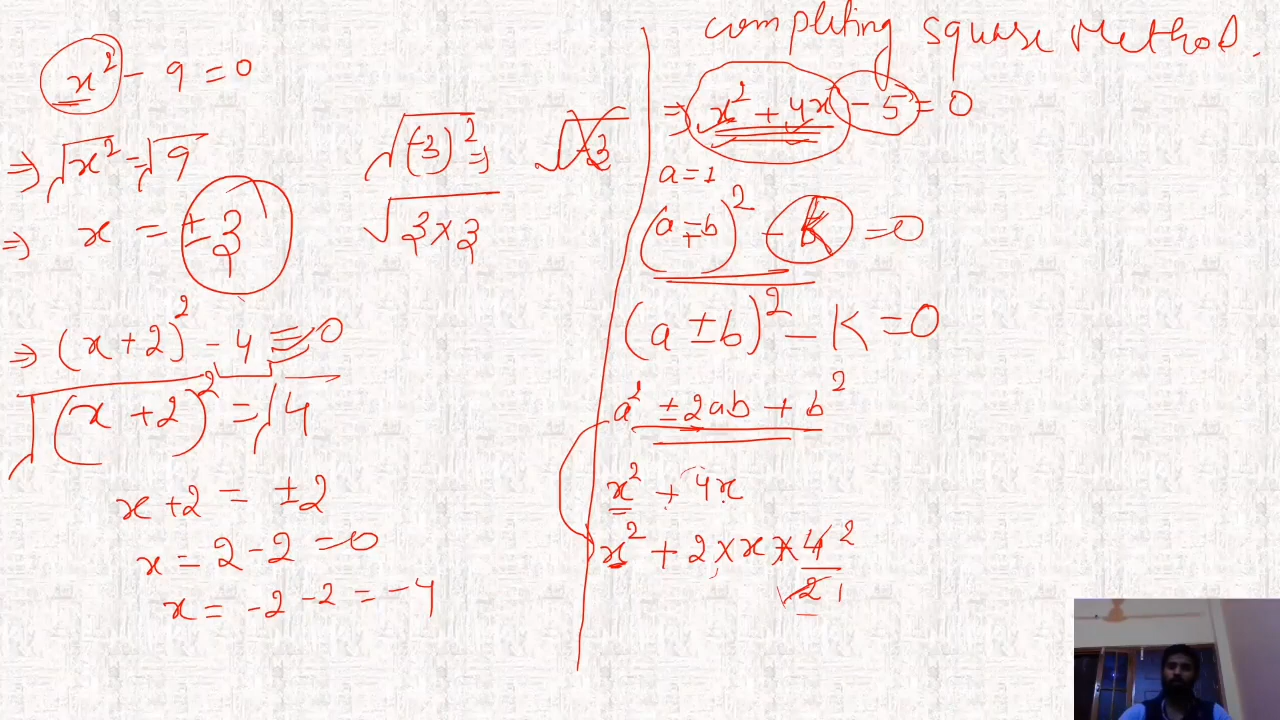 x² - 9 = 0
⇒ √x² = √9
⇒ x = ± 3
⇒ (x + 2)² - 4 = 0
√(x + 2)² = √4
x + 2 = ± 2
x = 2 - 2 = 0
x = -2 - 2 = -4
√(-3)² ⇒
√3 × 3
completing square Method.
⇒ x² + 4x - 5 = 0
a = 1
(a ± b)² - K = 0
(a ± b)² - K = 0
a² ± 2ab + b²
x² + 4x
x² + 2 × x × 4/2 2 1